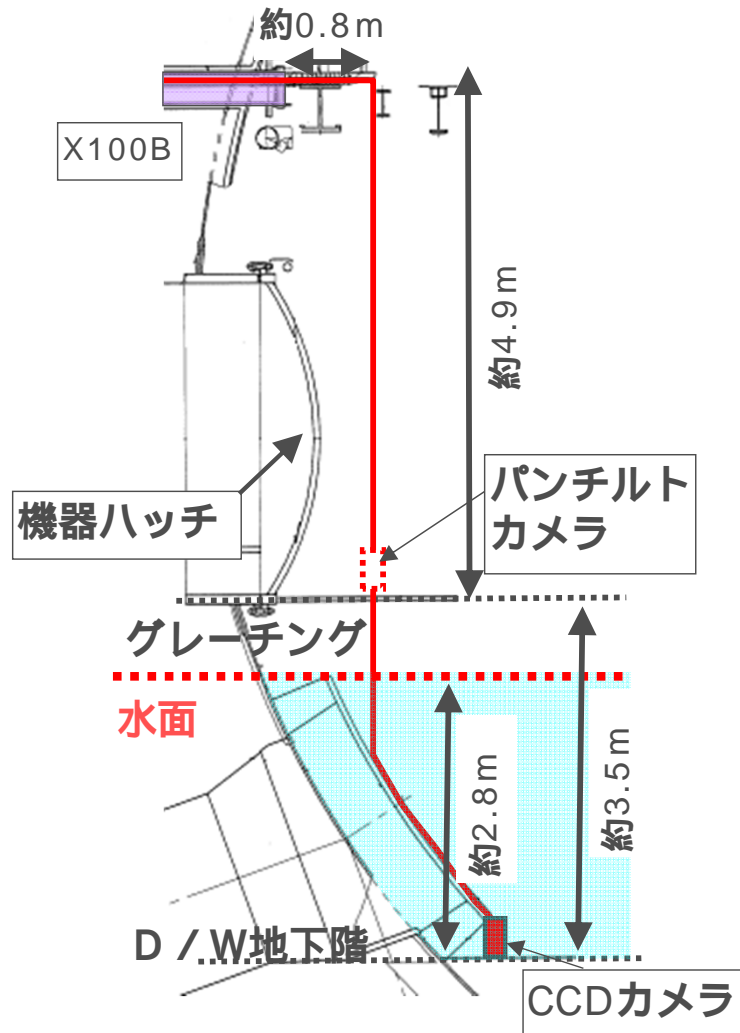 約0.8m
X100B
約4.9m
機器ハッチ
パンチルト
カメラ
グレーチング
水面
約2.8m
約3.5m
D/W地下階
CCDカメラ